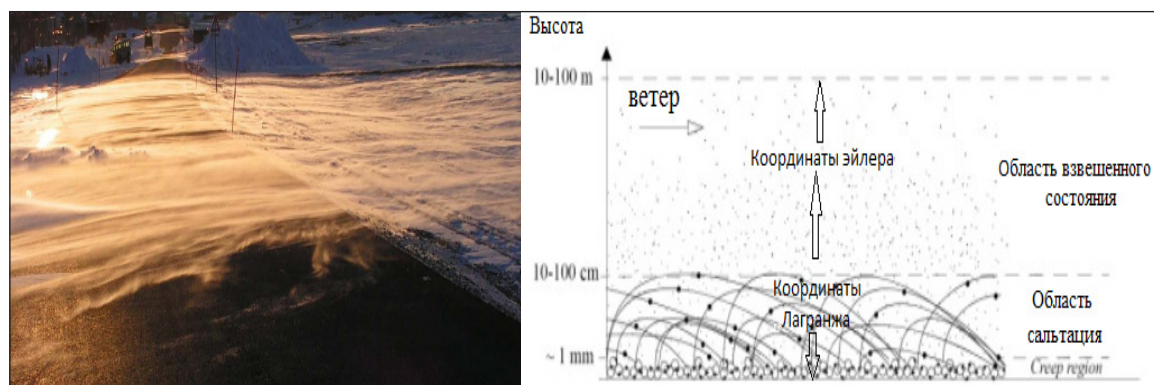 Высота
10-100 m
ветер
Координаты эйлера
Область взвешенного
состояния
10-100 cm
Координаты
Лагранжа
Область
сальтация
~ 1 mm
Creep region